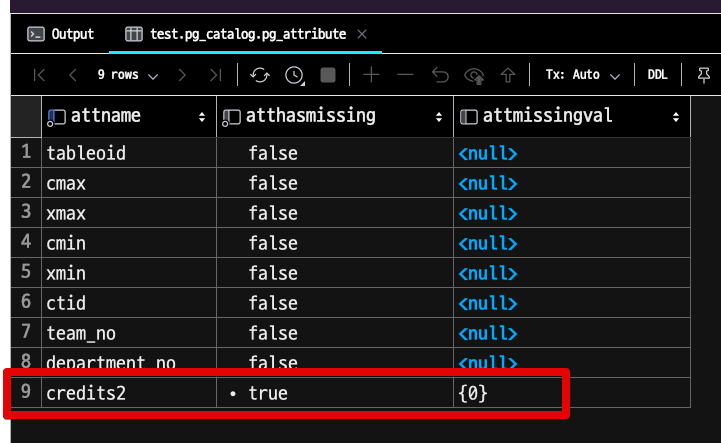 Output test.pg_catalog.pg_attribute
9 rows Tx: Auto DDL
attname atthasmissing attmissingval
1 tableoid false <null>
2 cmax false <null>
3 xmax false <null>
4 cmin false <null>
5 xmin false <null>
6 ctid false <null>
7 team_no false <null>
8 department_no false <null>
9 credits2 • true {0}